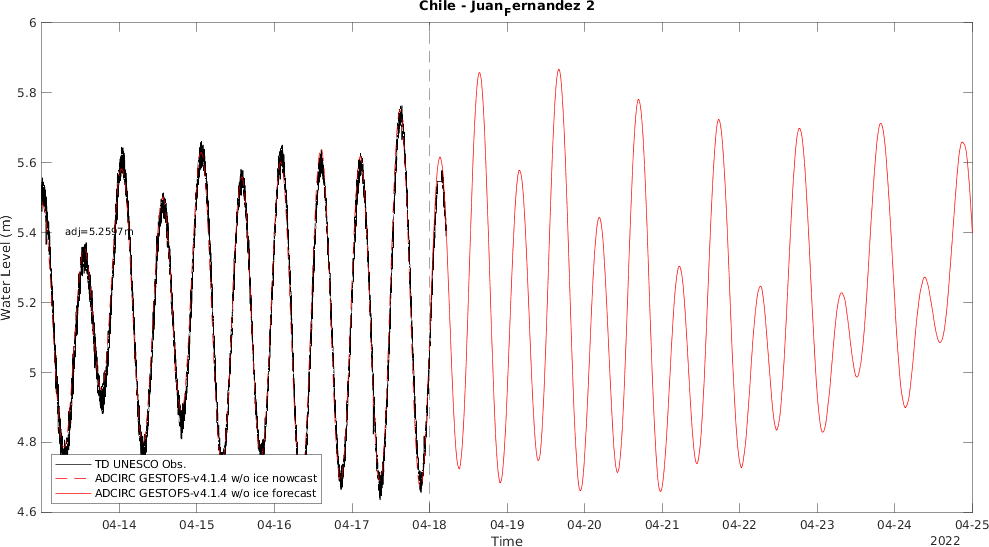 Chile - JuanFernandez 2
6
5.8
5.6
5.4
5.2
5
4.8
4.6
Water Level (m)
adj=5.2597m
TD UNESCO Obs.
ADCIRC GESTOFS-v4.1.4 w/o ice nowcast
ADCIRC GESTOFS-v4.1.4 w/o ice forecast
04-14 04-15 04-16 04-17 04-18 04-19 04-20 04-21 04-22 04-23 04-24 04-25
Time
2022